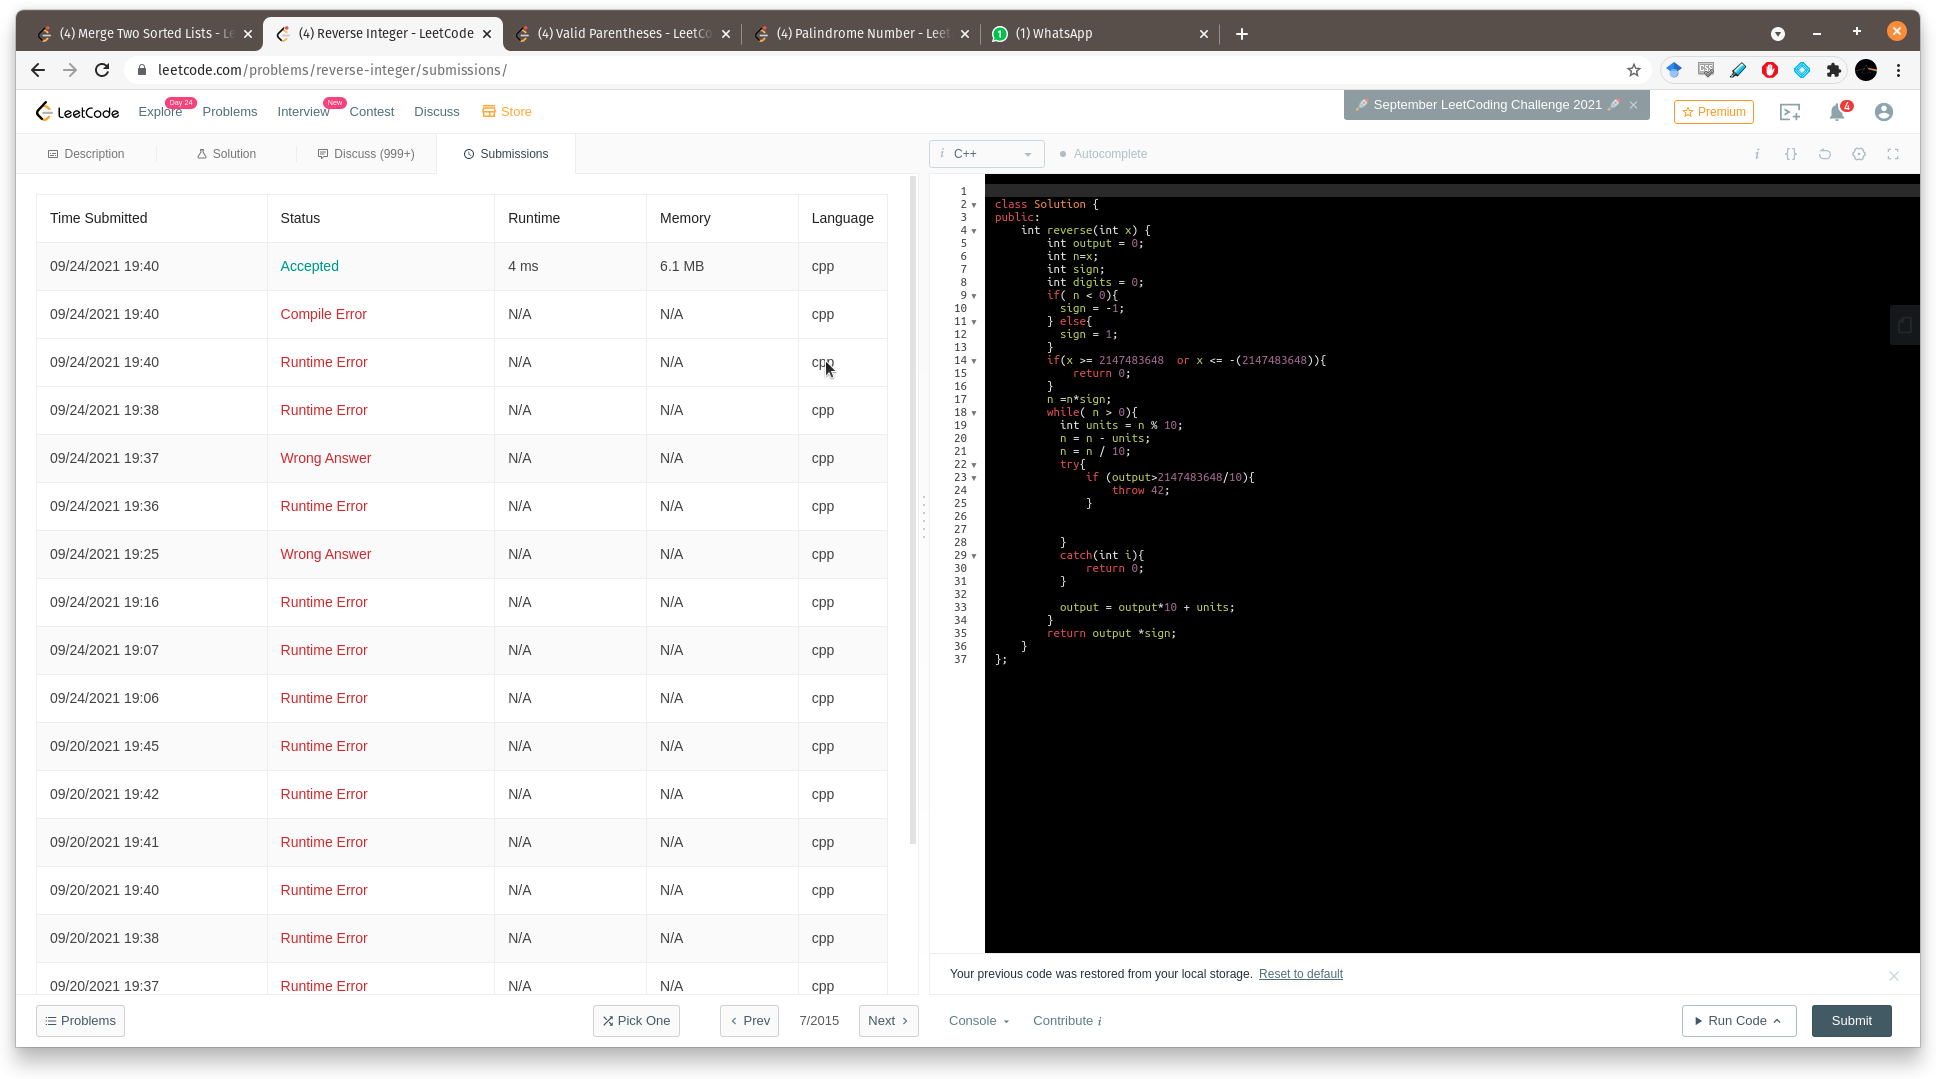 (4) Merge Two Sorted Lists - Le
(4) Reverse Integer - LeetCode
(4) Valid Parentheses - LeetCo
(4) Palindrome Number - Leet
1 (1) WhatsApp
leetcode.com/problems/reverse-integer/submissions/
CSS
LeetCode
Explore
Day 24
Problems
Interview
New
Contest
Discuss
Store
September LeetCoding Challenge 2021
Premium
4
Description
Solution
Discuss (999+)
Submissions
i C++
Autocomplete
i {}
Time Submitted Status Runtime Memory Language
09/24/2021 19:40 Accepted 4 ms 6.1 MB cpp
09/24/2021 19:40 Compile Error N/A N/A cpp
09/24/2021 19:40 Runtime Error N/A N/A cpp
09/24/2021 19:38 Runtime Error N/A N/A cpp
09/24/2021 19:37 Wrong Answer N/A N/A cpp
09/24/2021 19:36 Runtime Error N/A N/A cpp
09/24/2021 19:25 Wrong Answer N/A N/A cpp
09/24/2021 19:16 Runtime Error N/A N/A cpp
09/24/2021 19:07 Runtime Error N/A N/A cpp
09/24/2021 19:06 Runtime Error N/A N/A cpp
09/20/2021 19:45 Runtime Error N/A N/A cpp
09/20/2021 19:42 Runtime Error N/A N/A cpp
09/20/2021 19:41 Runtime Error N/A N/A cpp
09/20/2021 19:40 Runtime Error N/A N/A cpp
09/20/2021 19:38 Runtime Error N/A N/A cpp
09/20/2021 19:37 Runtime Error N/A N/A cpp
1
2 class Solution {
3 public:
4     int reverse(int x) {
5         int output = 0;
6         int n=x;
7         int sign;
8         int digits = 0;
9         if( n < 0){
10           sign = -1;
11         } else{
12           sign = 1;
13         }
14         if(x >= 2147483648  or x <= -(2147483648)){
15             return 0;
16         }
17         n =n*sign;
18         while( n > 0){
19           int units = n % 10;
20           n = n - units;
21           n = n / 10;
22           try{
23               if (output>2147483648/10){
24                   throw 42;
25               }
26
27
28           }
29           catch(int i){
30               return 0;
31           }
32
33           output = output*10 + units;
34         }
35         return output *sign;
36     }
37 };
Your previous code was restored from your local storage. Reset to default
Problems
Pick One
Prev
7/2015
Next
Console
Contribute i
Run Code
Submit